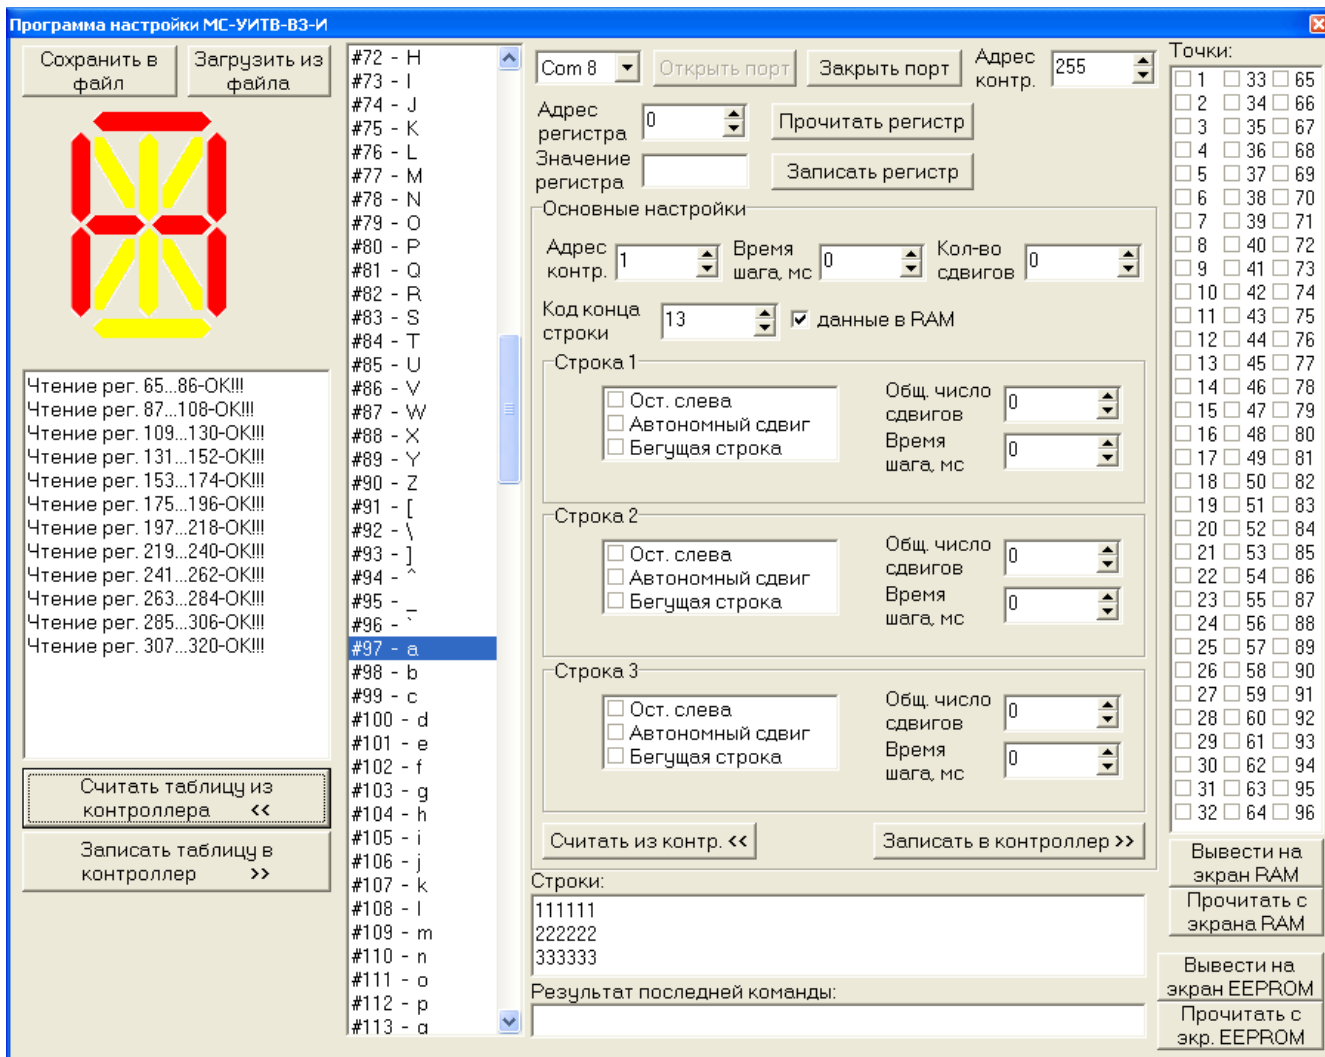 Программа настройки МС-УИТВ-ВЗ-И
Сохранить в
файл
Загрузить из
файла
Чтение рег. 65...86-OK!!!
Чтение рег. 87...108-OK!!!
Чтение рег. 109...130-OK!!!
Чтение рег. 131...152-OK!!!
Чтение рег. 153...174-OK!!!
Чтение рег. 175...196-OK!!!
Чтение рег. 197...218-OK!!!
Чтение рег. 219...240-OK!!!
Чтение рег. 241...262-OK!!!
Чтение рег. 263...284-OK!!!
Чтение рег. 285...306-OK!!!
Чтение рег. 307...320-OK!!!
Считать таблицу из
контроллера <<
Записать таблицу в
контроллер >>
#72 - H
#73 - I
#74 - J
#75 - K
#76 - L
#77 - M
#78 - N
#79 - O
#80 - P
#81 - Q
#82 - R
#83 - S
#84 - T
#85 - U
#86 - V
#87 - W
#88 - X
#89 - Y
#90 - Z
#91 - [
#92 - \
#93 - ]
#94 - ^
#95 - _
#96 - `
#97 - a
#98 - b
#99 - c
#100 - d
#101 - e
#102 - f
#103 - g
#104 - h
#105 - i
#106 - j
#107 - k
#108 - l
#109 - m
#110 - n
#111 - o
#112 - p
#113 - q
Com 8
Открыть порт
Закрыть порт
Адрес
контр.
255
Адрес
регистра
0
Прочитать регистр
Значение
регистра
Записать регистр
Основные настройки
Адрес
контр.
1
Время
шага, мс
0
Кол-во
сдвигов
0
Код конца
строки
13
данные в RAM
Строка 1
Ост. слева
Автономный сдвиг
Бегущая строка
Общ. число
сдвигов
0
Время
шага, мс
0
Строка 2
Ост. слева
Автономный сдвиг
Бегущая строка
Общ. число
сдвигов
0
Время
шага, мс
0
Строка 3
Ост. слева
Автономный сдвиг
Бегущая строка
Общ. число
сдвигов
0
Время
шага, мс
0
Считать из контр. <<
Записать в контроллер >>
Строки:
111111
222222
333333
Результат последней команды:
Точки:
1 33 65
2 34 66
3 35 67
4 36 68
5 37 69
6 38 70
7 39 71
8 40 72
9 41 73
10 42 74
11 43 75
12 44 76
13 45 77
14 46 78
15 47 79
16 48 80
17 49 81
18 50 82
19 51 83
20 52 84
21 53 85
22 54 86
23 55 87
24 56 88
25 57 89
26 58 90
27 59 91
28 60 92
29 61 93
30 62 94
31 63 95
32 64 96
Вывести на
экран RAM
Прочитать с
экрана RAM
Вывести на
экран EEPROM
Прочитать с
экр. EEPROM